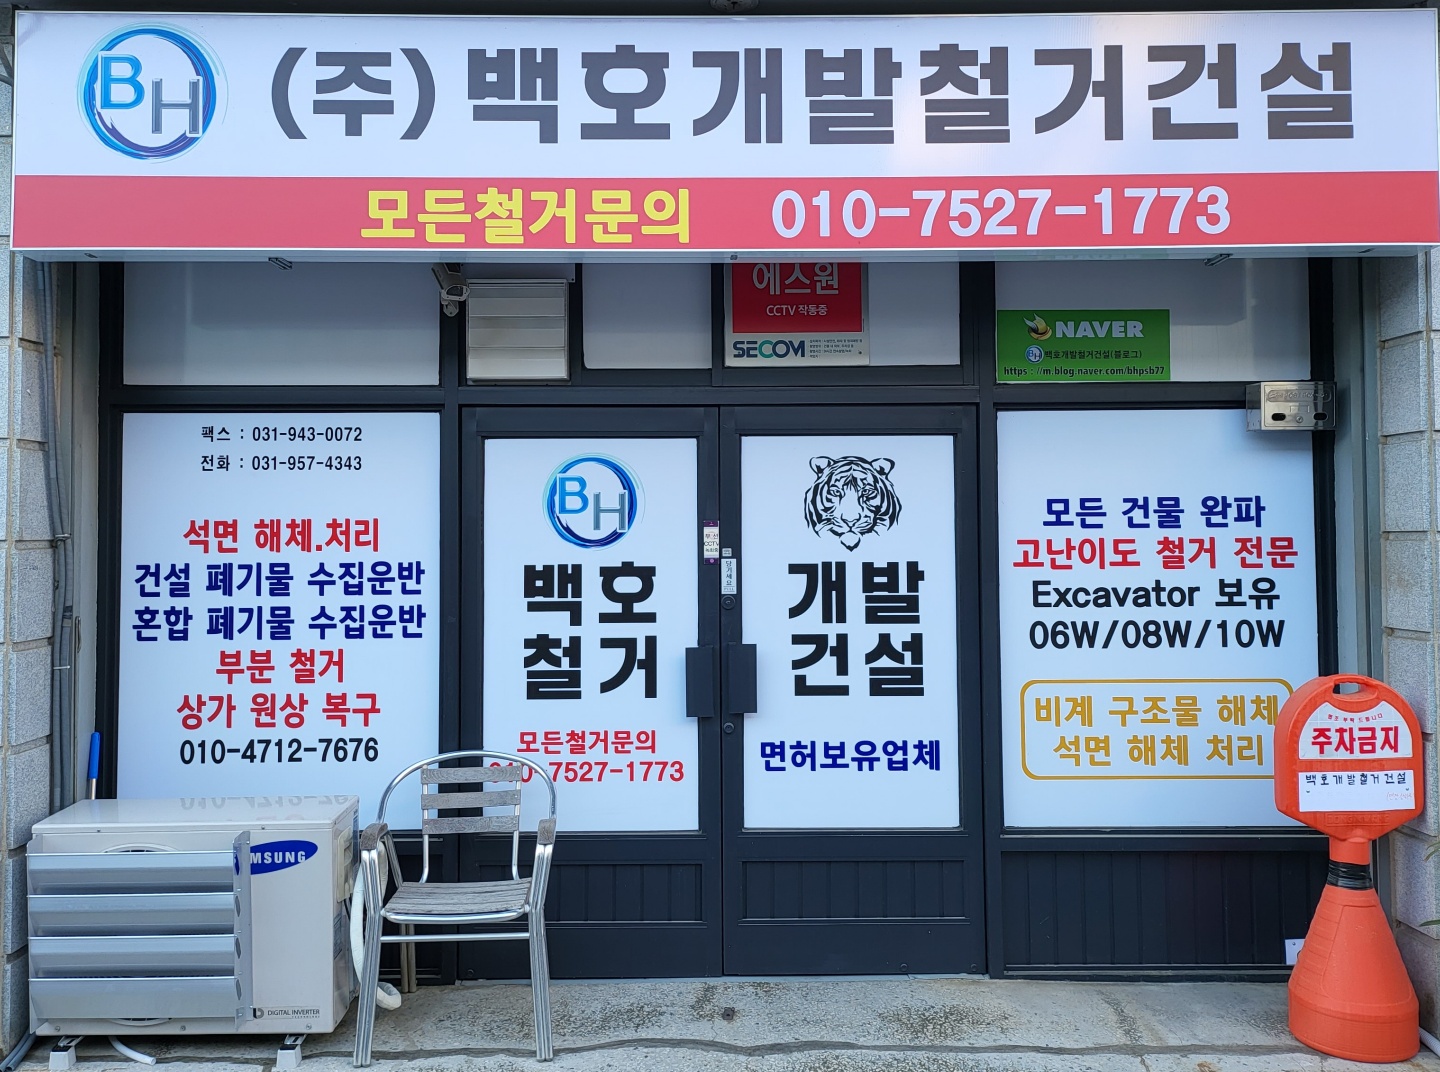 BH (주)백호개발철거건설
모든철거문의 010-7527-1773
에스원
CCTV 작동중
SECOM
NAVER
BH 백호개발철거건설(블로그)
https : //m.blog.naver.com/bhpsb77
팩스 : 031-943-0072
전화 : 031-957-4343
석면 해체.처리
건설 폐기물 수집운반
혼합 폐기물 수집운반
부분 철거
상가 원상 복구
010-4712-7676
BH
백호
철거
모든철거문의
010-7527-1773
당기세요
개발
건설
면허보유업체
모든 건물 완파
고난이도 철거 전문
Excavator 보유
06W/08W/10W
비계 구조물 해체
석면 해체 처리
주차금지
백호개발철거건설
MSUNG
DIGITAL INVERTER